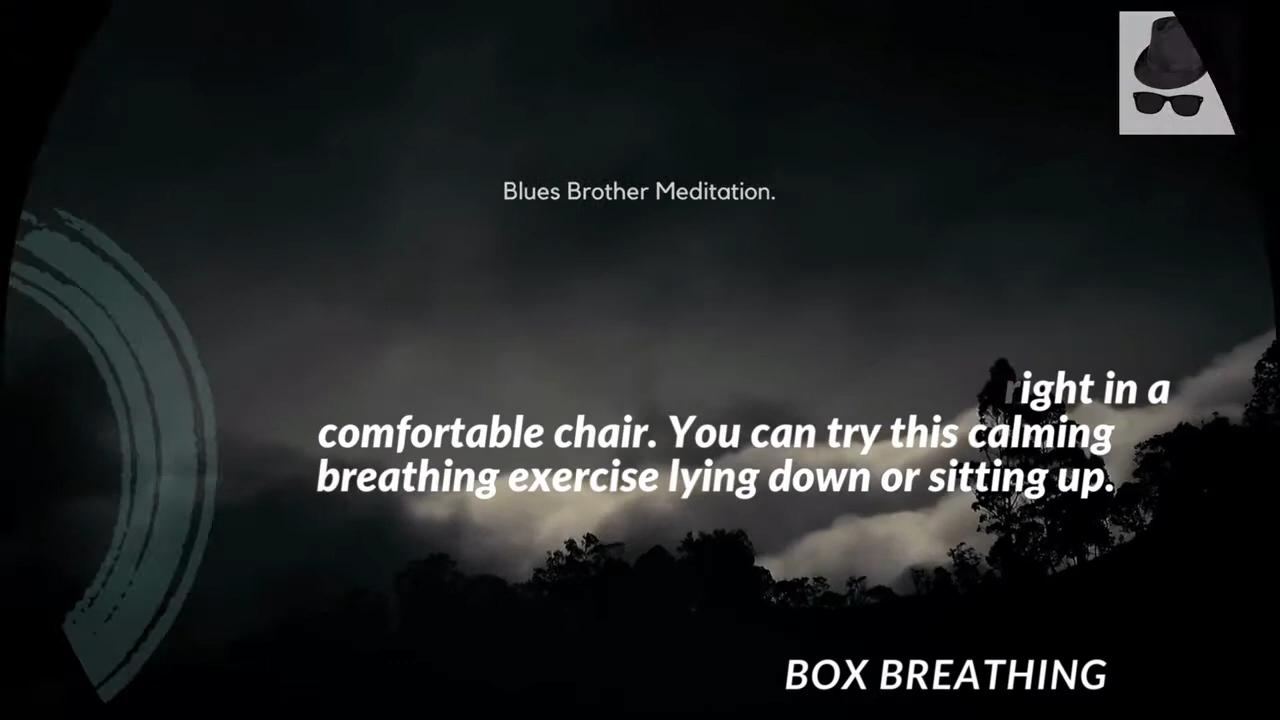 Blues Brother Meditation.
right in a
comfortable chair. You can try this calming
breathing exercise lying down or sitting up.
BOX BREATHING